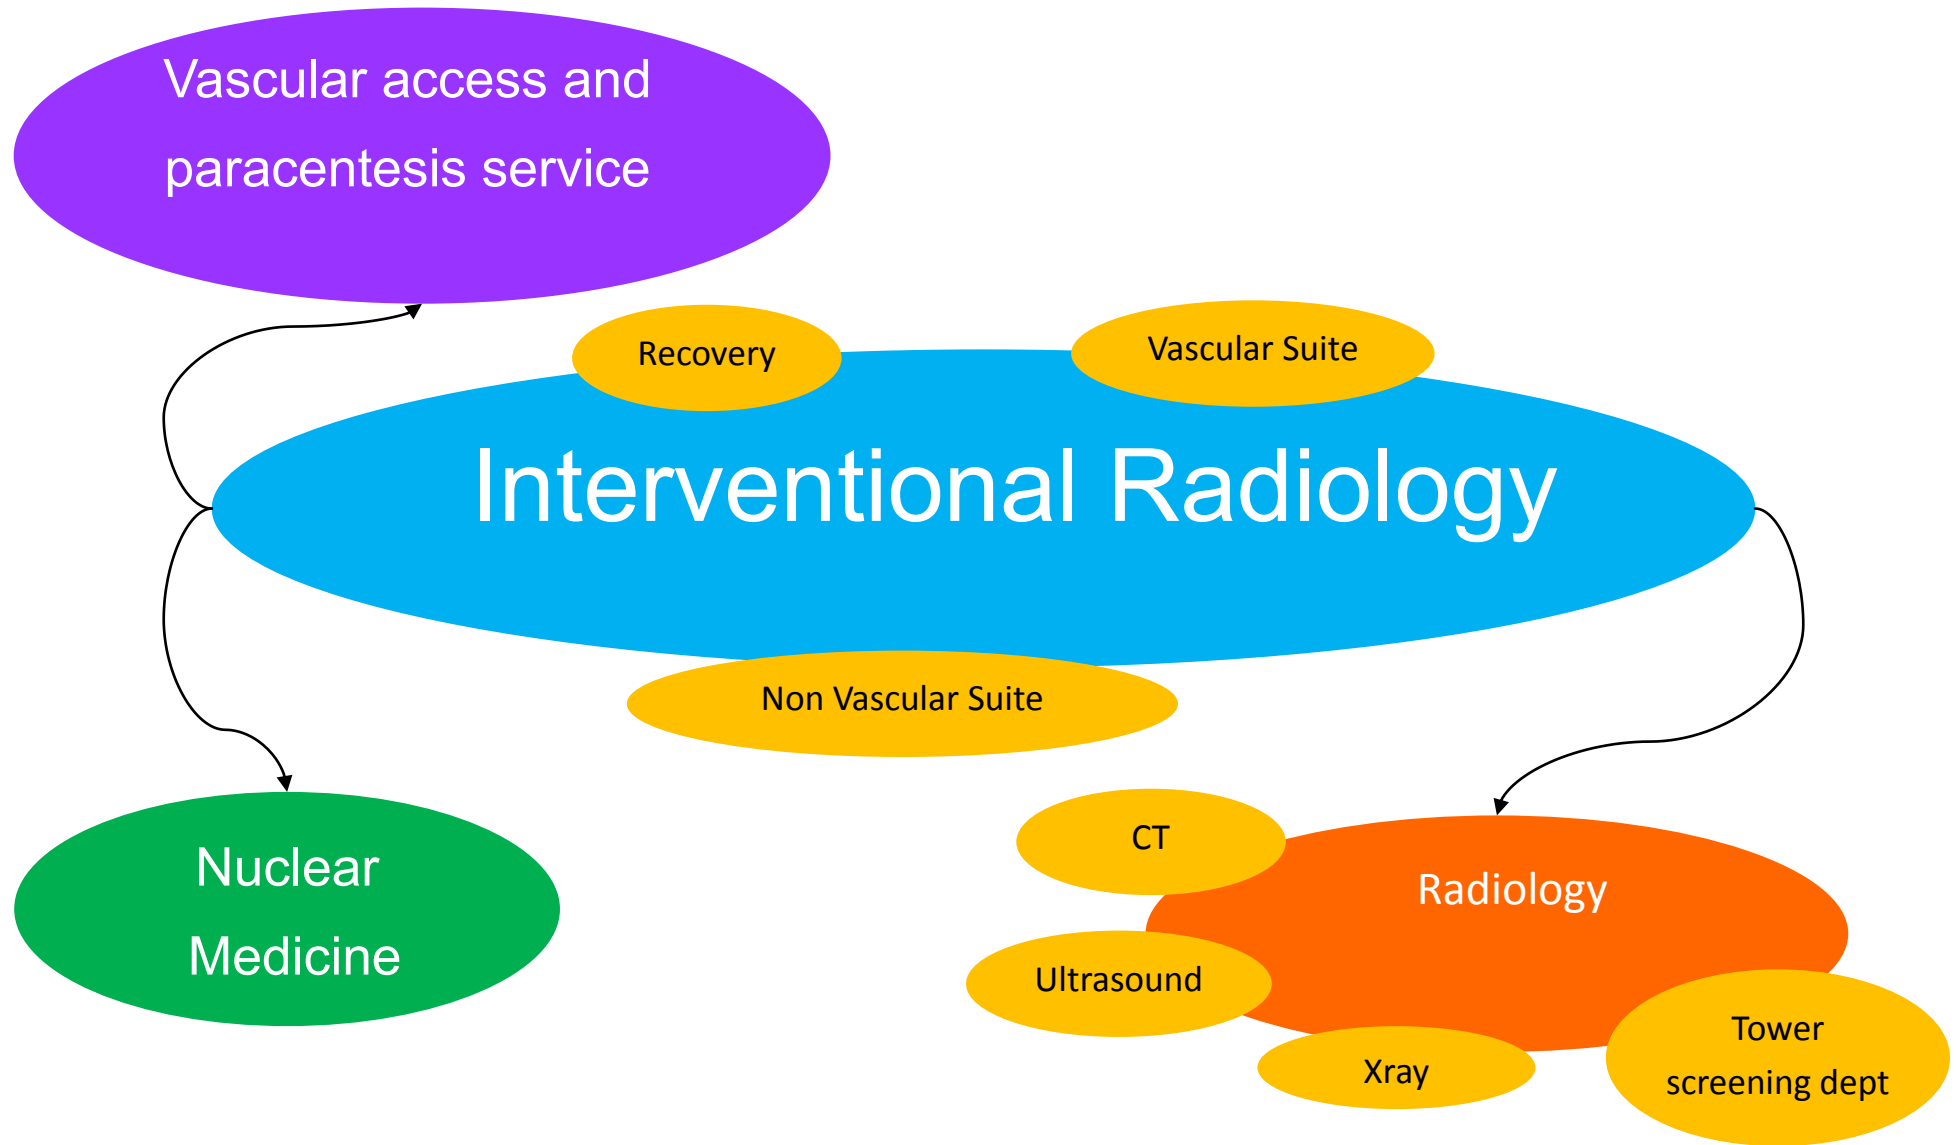 Vascular access and
paracentesis service
Recovery
Vascular Suite
Interventional Radiology
Non Vascular Suite
Nuclear
Medicine
CT
Radiology
Ultrasound
Xray
Tower
screening dept